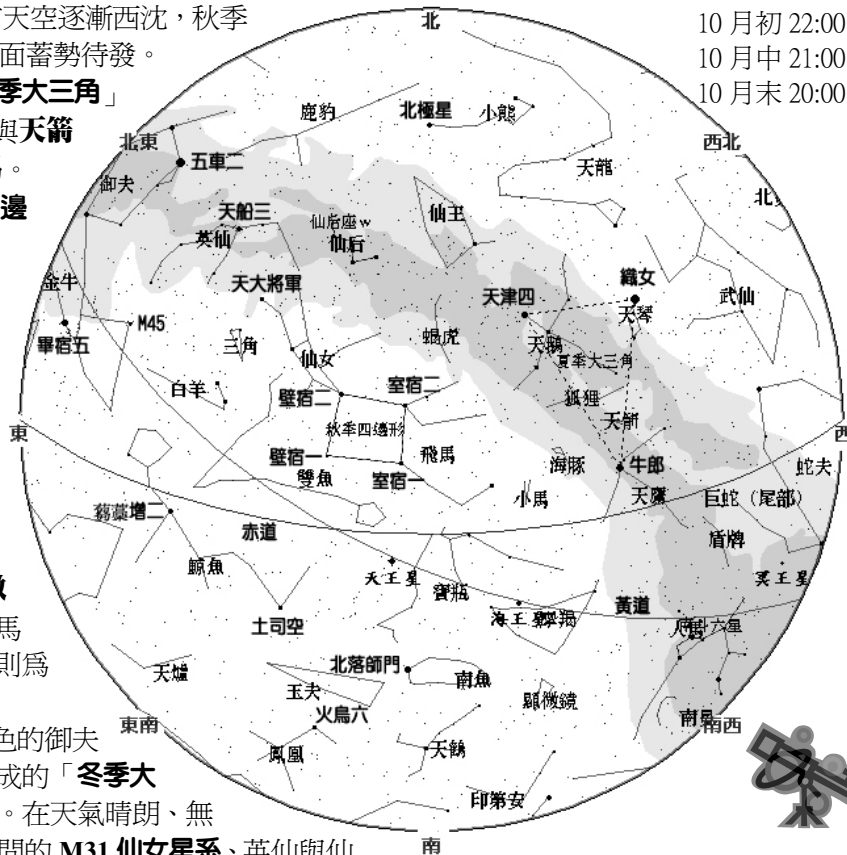 天空逐漸西沈，秋季
面蓄勢待發。
季大三角」
與天箭
。
邊
10 月初 22:00
10 月中 21:00
10 月末 20:00
北
鹿豹
北極星
小熊
北東
西北
五車二
天龍
御夫
天船三
仙后座w
仙王
英仙
仙后
金牛
天大將軍
天津四
織女
武仙
天琴
M45
畢宿五
三角
蝎虎
天鵝
夏季大三角
仙女
白羊
壁宿二
室宿二
狐狸
天箭
東
秋季四邊形
西
壁宿一
飛馬
海豚
牛郎
蛇夫
雙魚
室宿一
小馬
天鷹
巨蛇（尾部）
蒭藁增二
赤道
盾牌
鯨魚
天王星
寶瓶
冥王星
海王星
摩羯
黃道
人馬
南斗六星
土司空
馬
則為
北落師門
天爐
南魚
玉夫
顯微鏡
東南
火鳥六
南西
色的御夫
鳳凰
天鶴
成的「冬季大
印第安
。在天氣晴朗、無
間的 M31 仙女星系、英仙與仙
南